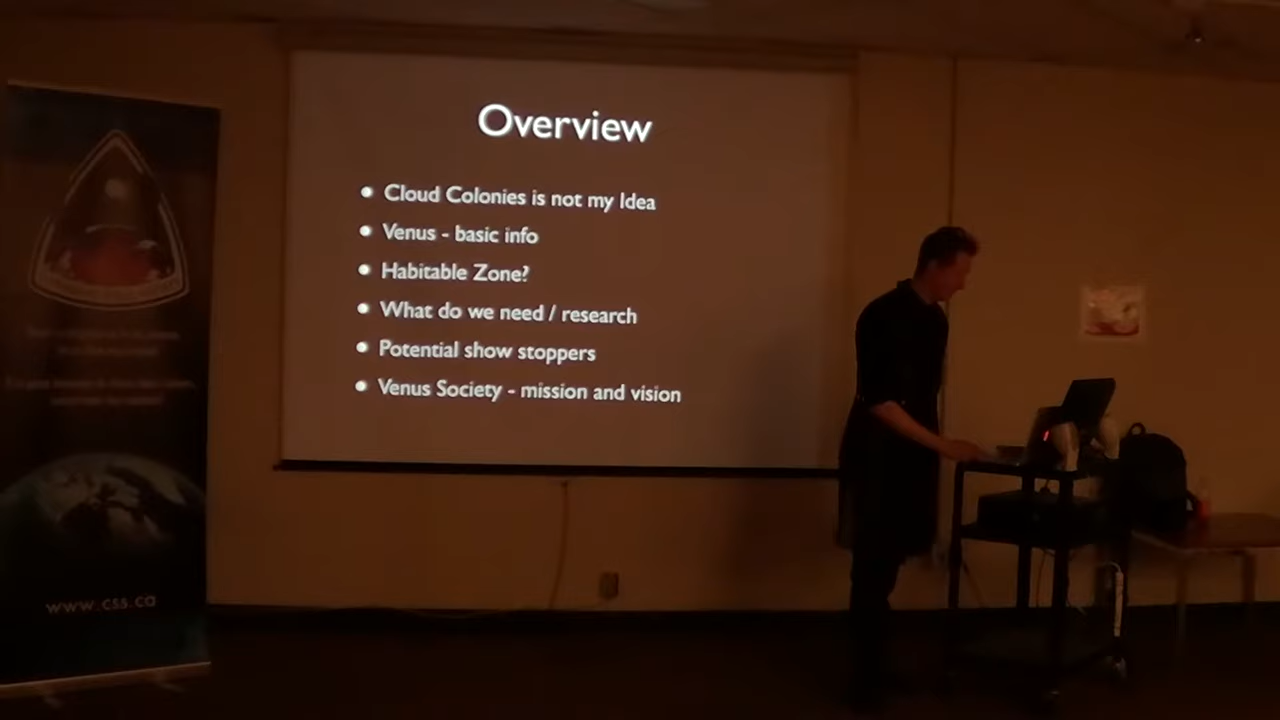 Overview
Cloud Colonies is not my Idea
Venus - basic info
Habitable Zone?
What do we need / research
Potential show stoppers
Venus Society - mission and vision
www.css.ca